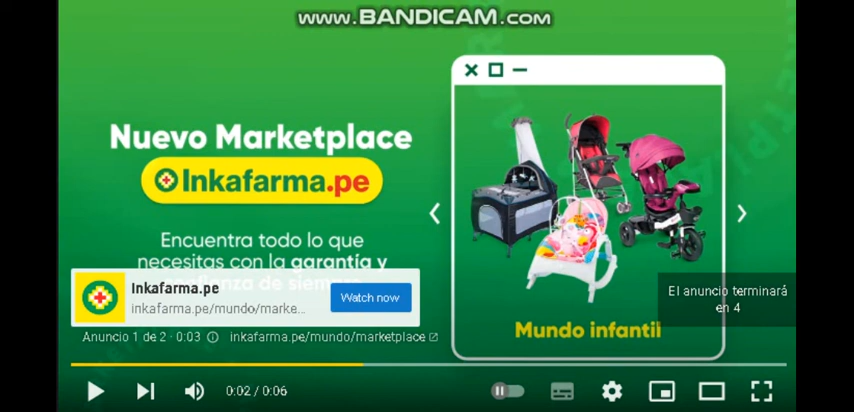 www.BANDICAM.com
Nuevo Marketplace
Inkafarma.pe
Encuentra todo lo que
necesitas con la garantía y
de siempre
Mundo infantil
Inkafarma.pe
inkafarma.pe/mundo/marke...
Watch now
El anuncio terminará
en 4
Anuncio 1 de 2 · 0:03
inkafarma.pe/mundo/marketplace
0:02 / 0:06